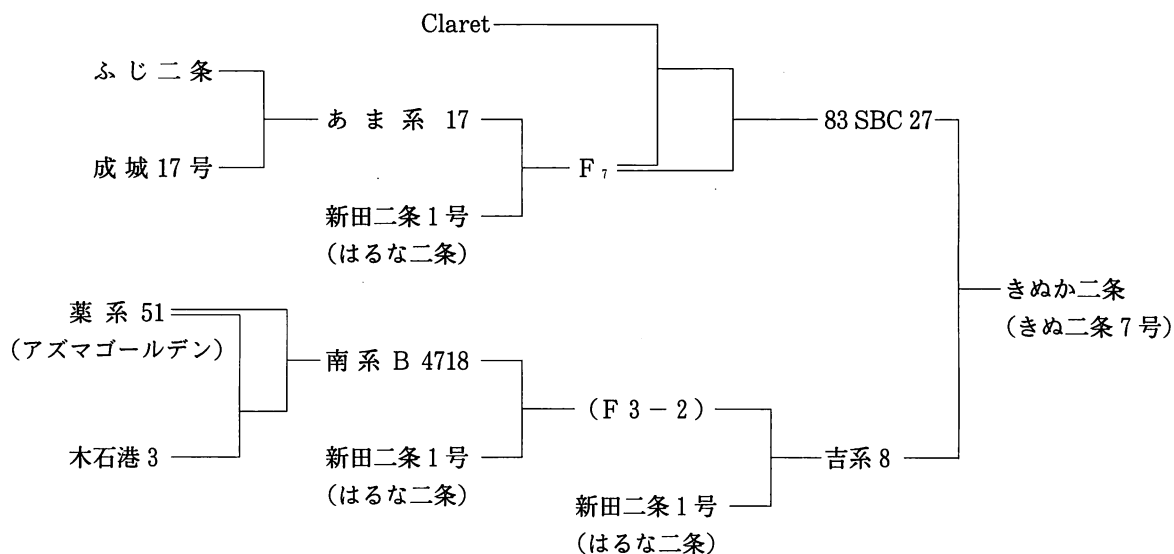 Claret
ふじ二条
あま系 17
83 SBC 27
成城17号
F₇
新田二条1号
(はるな二条)
きぬか二条
(きぬ二条7号)
薬系 51
(アズマゴールデン)
南系 B 4718
(F3-2)
木石港3
新田二条1号
(はるな二条)
吉系8
新田二条1号
(はるな二条)